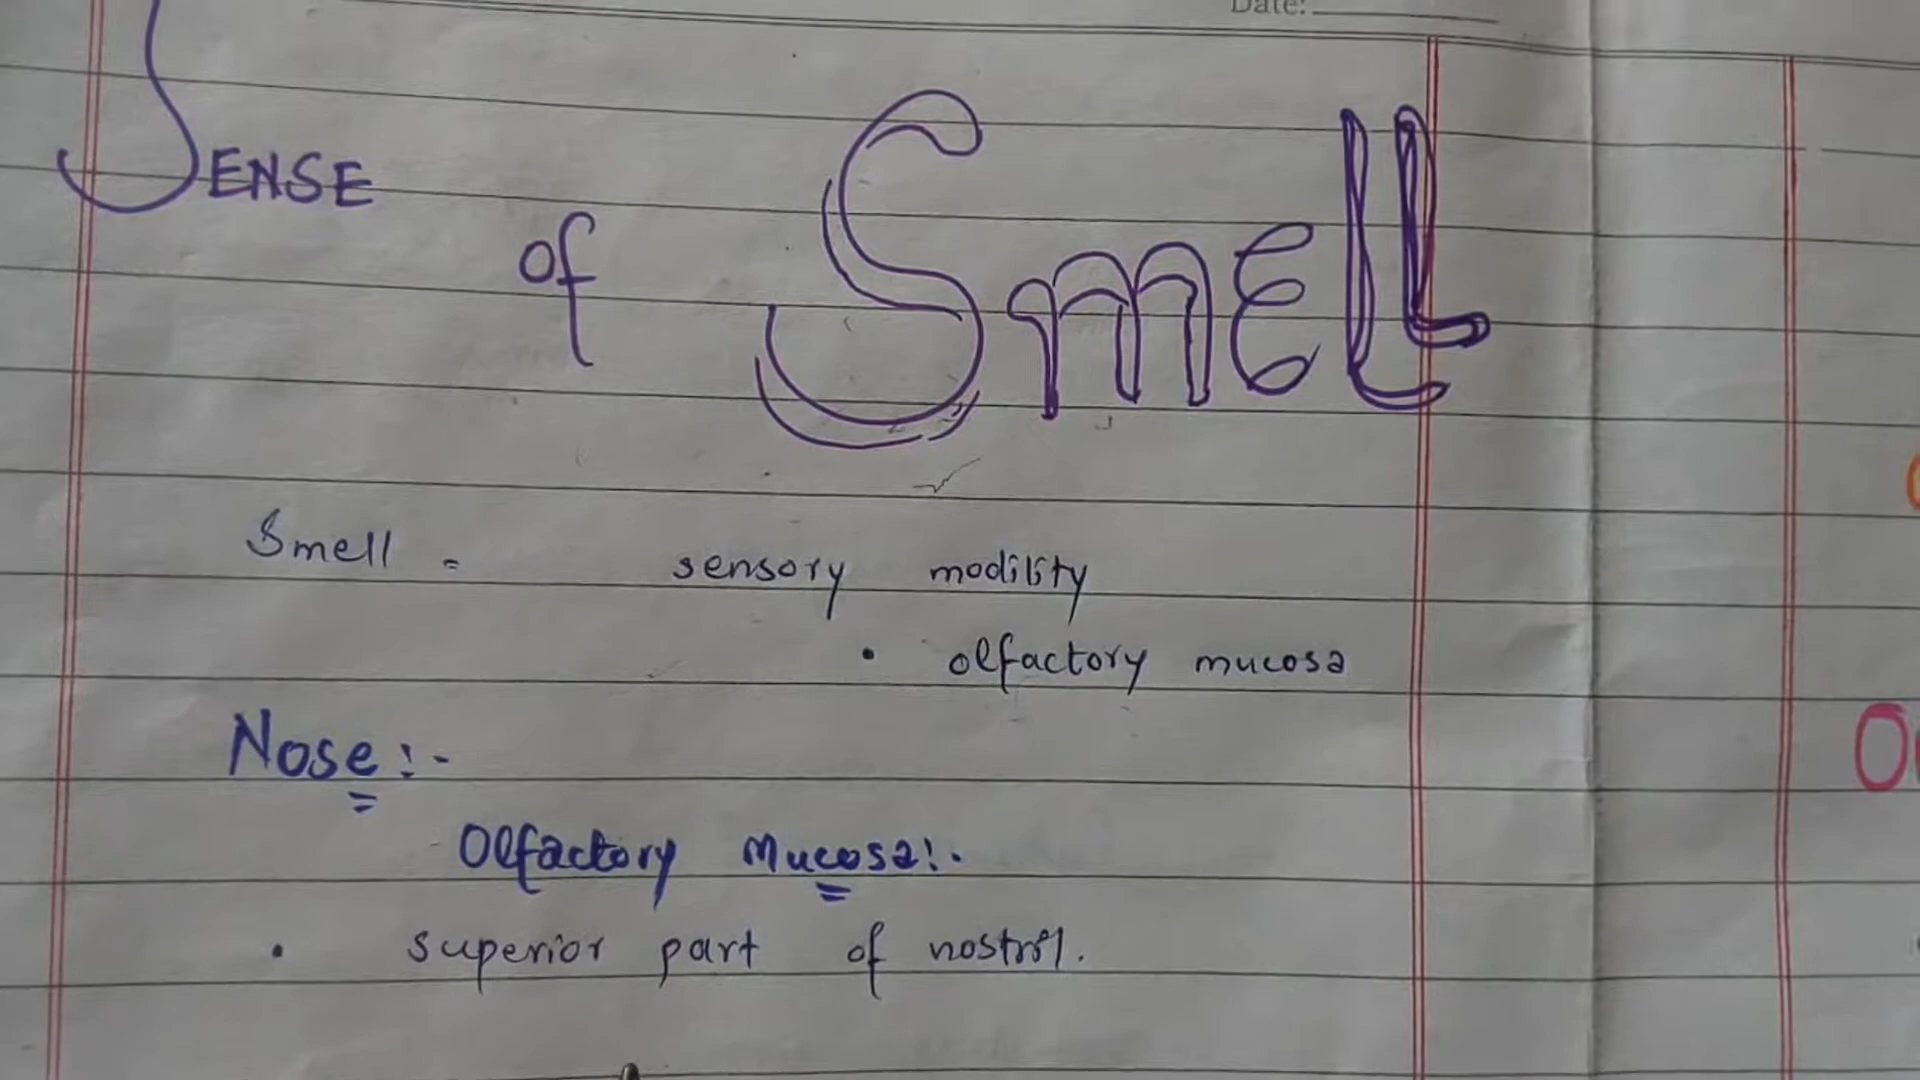 Date:
SENSE
of
Smell
Smell = sensory modility
• olfactory mucosa
Nose :-
Olfactory Mucosa:-
• superior part of nostril.